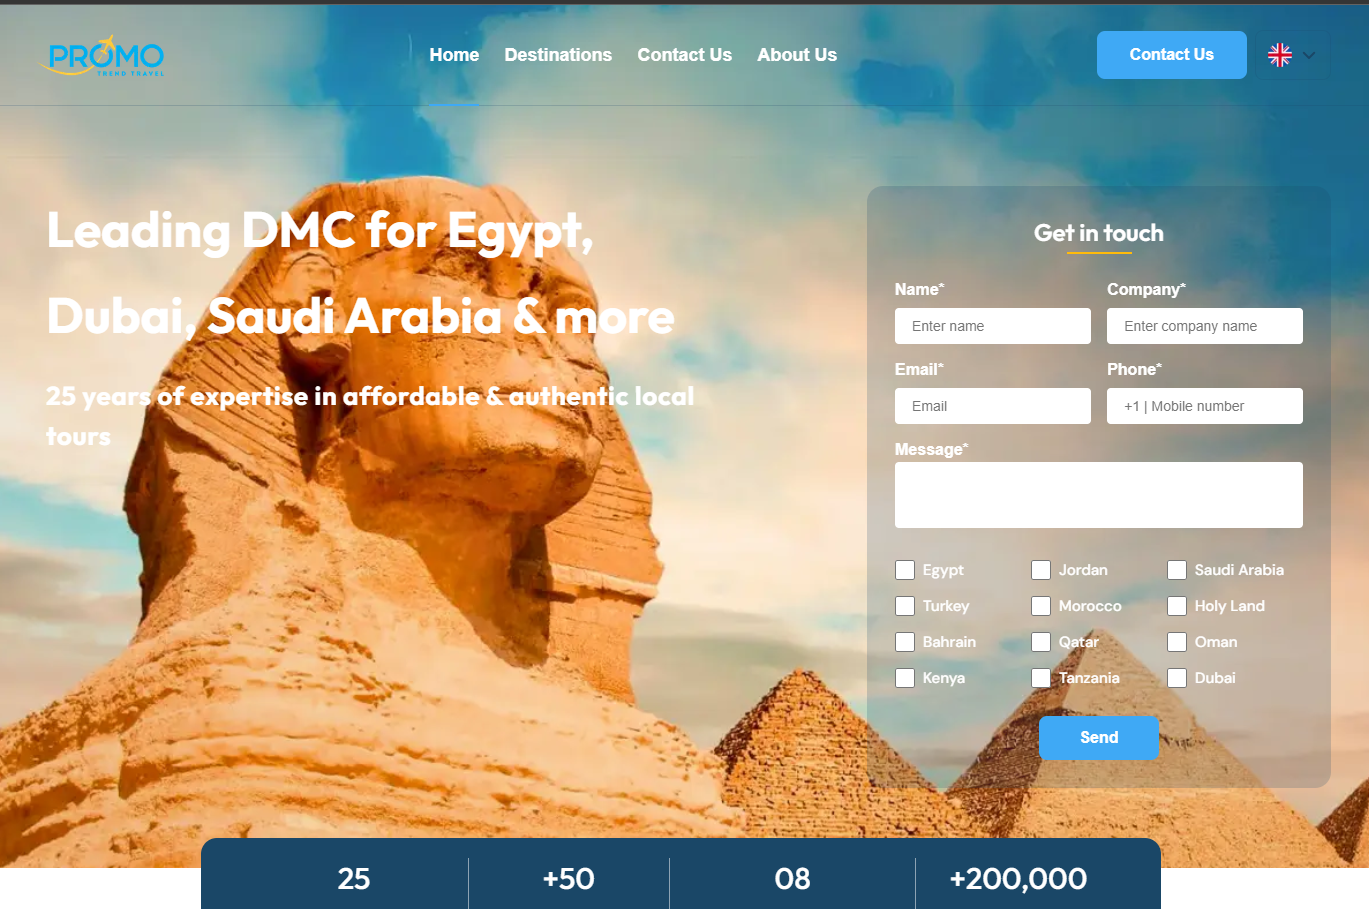 PROMO
TREND TRAVEL
Home Destinations Contact Us About Us
Contact Us
Leading DMC for Egypt,
Dubai, Saudi Arabia & more
25 years of expertise in affordable & authentic local
tours
Get in touch
Name* Company*
Enter name Enter company name
Email* Phone*
Email +1 | Mobile number
Message*
Egypt Jordan Saudi Arabia
Turkey Morocco Holy Land
Bahrain Qatar Oman
Kenya Tanzania Dubai
Send
25 +50 08 +200,000